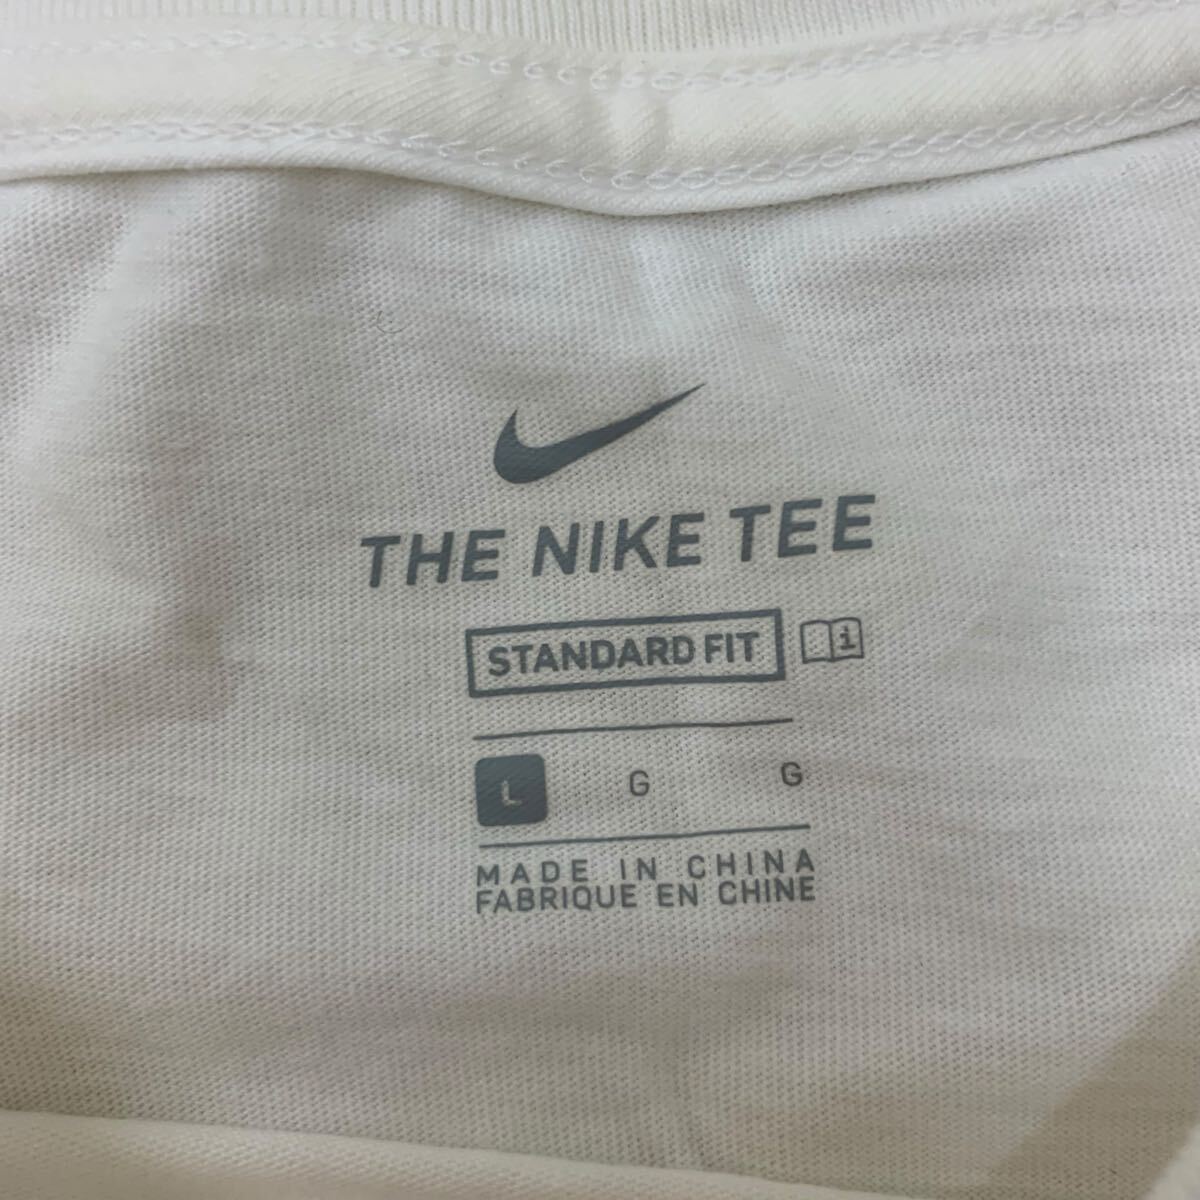 THE NIKE TEE
STANDARD FIT i
L G G
MADE IN CHINA
FABRIQUE EN CHINE